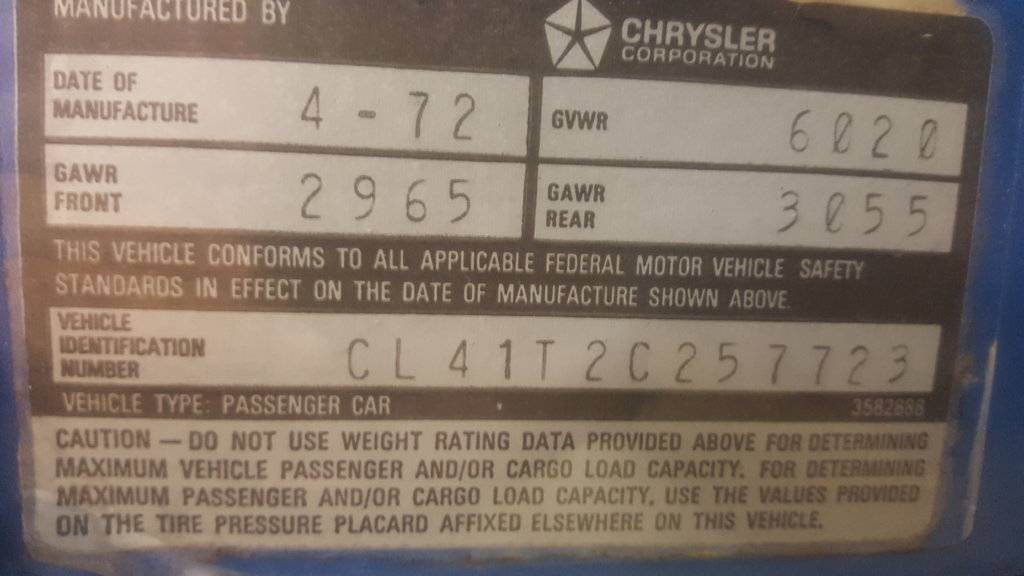 MANUFACTURED BY
CHRYSLER
CORPORATION
DATE OF
MANUFACTURE
4 - 72
GVWR
6020
GAWR
FRONT
2965
GAWR
REAR
3055
THIS VEHICLE CONFORMS TO ALL APPLICABLE FEDERAL MOTOR VEHICLE SAFETY
STANDARDS IN EFFECT ON THE DATE OF MANUFACTURE SHOWN ABOVE.
VEHICLE
IDENTIFICATION
NUMBER
CL41T2C257723
VEHICLE TYPE: PASSENGER CAR
3582888
CAUTION — DO NOT USE WEIGHT RATING DATA PROVIDED ABOVE FOR DETERMINING
MAXIMUM VEHICLE PASSENGER AND/OR CARGO LOAD CAPACITY. FOR DETERMINING
MAXIMUM PASSENGER AND/OR CARGO LOAD CAPACITY, USE THE VALUES PROVIDED
ON THE TIRE PRESSURE PLACARD AFFIXED ELSEWHERE ON THIS VEHICLE.